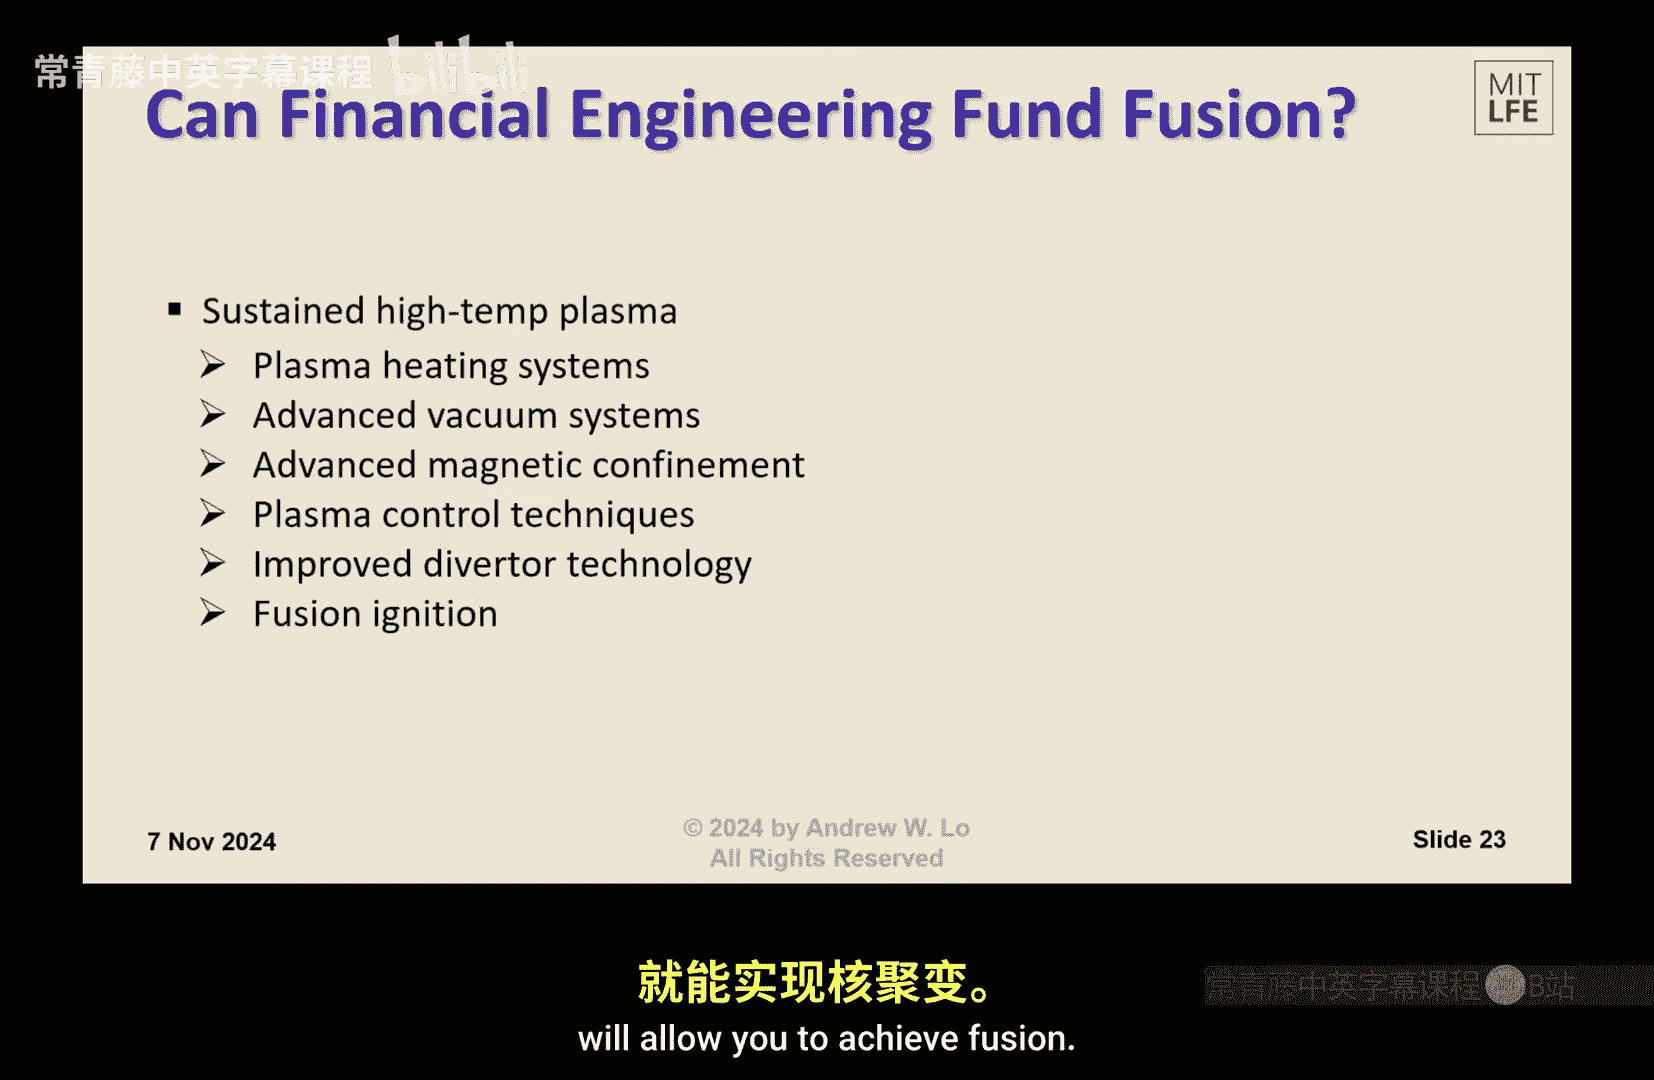 常青藤中英字幕课程 bilibili
Can Financial Engineering Fund Fusion?
MIT
LFE
▪ Sustained high-temp plasma
➢ Plasma heating systems
➢ Advanced vacuum systems
➢ Advanced magnetic confinement
➢ Plasma control techniques
➢ Improved divertor technology
➢ Fusion ignition
7 Nov 2024
© 2024 by Andrew W. Lo
All Rights Reserved
Slide 23
就能实现核聚变。
will allow you to achieve fusion.
常青藤中英字幕课程 B站